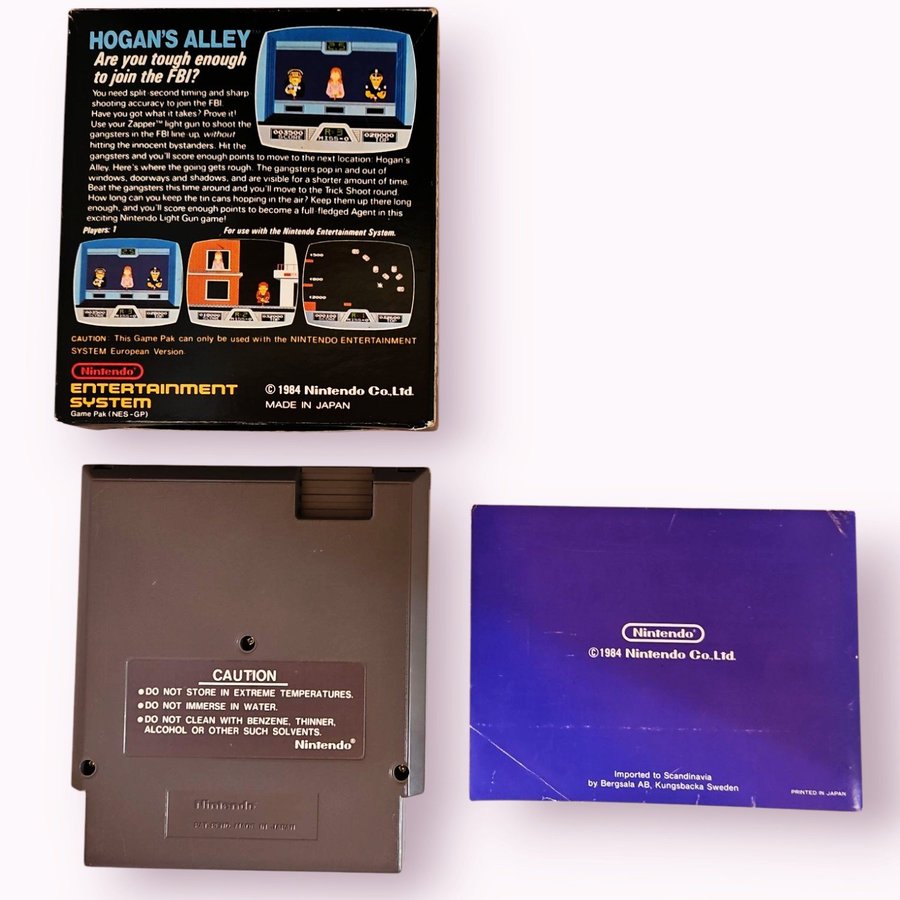 HOGAN'S ALLEY
Are you tough enough
to join the FBI?
You need split-second timing and sharp
shooting accuracy to join the FBI.
Have you got what it takes? Prove it!
Use your Zapper™ light gun to shoot the
gangsters in the FBI line-up, without
hitting the innocent bystanders. Hit the
gangsters and you'll score enough points to move to the next location: Hogan's
Alley. Here's where the going gets rough. The gangsters pop in and out of
windows, doorways and shadows, and are visible for a shorter amount of time.
Beat the gangsters this time around and you'll move to the Trick Shoot round.
How long can you keep the tin cans hopping in the air? Keep them up there long
enough, and you'll score enough points to become a full-fledged Agent in this
exciting Nintendo Light Gun game!
003500
SCORE
R: 3
MISS-0
028000
TOP
Players: 1
For use with the Nintendo Entertainment System.
CAUTION: This Game Pak can only be used with the NINTENDO ENTERTAINMENT
SYSTEM European Version.
Nintendo®
ENTERTAINMENT
SYSTEM
Game Pak (NES-GP)
© 1984 Nintendo Co.,Ltd.
MADE IN JAPAN
CAUTION
●DO NOT STORE IN EXTREME TEMPERATURES.
●DO NOT IMMERSE IN WATER.
●DO NOT CLEAN WITH BENZENE, THINNER,
ALCOHOL OR OTHER SUCH SOLVENTS.
Nintendo®
Nintendo
MADE IN JAPAN
Nintendo®
©1984 Nintendo Co.,Ltd.
Imported to Scandinavia
by Bergsala AB, Kungsbacka Sweden
PRINTED IN JAPAN